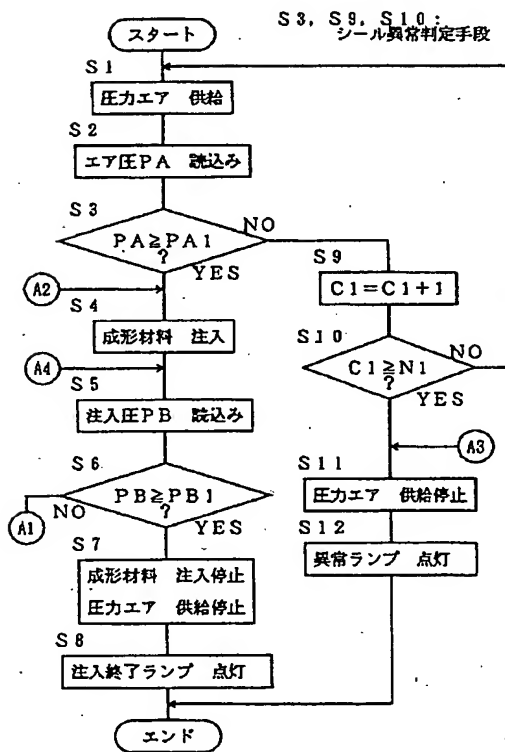 S3, S9, S10:
シール異常判定手段
スタート
S1
圧力エア 供給
S2
エア圧PA 読込み
S3
PA≧PA1
?
NO
YES
A2
S4
成形材料 注入
A4
S5
注入圧PB 読込み
S6
PB≧PB1
?
NO
YES
A1
S7
成形材料 注入停止
圧力エア 供給停止
S8
注入終了ランプ 点灯
エンド
S9
C1=C1+1
S10
C1≧N1
?
NO
YES
A3
S11
圧力エア 供給停止
S12
異常ランプ 点灯